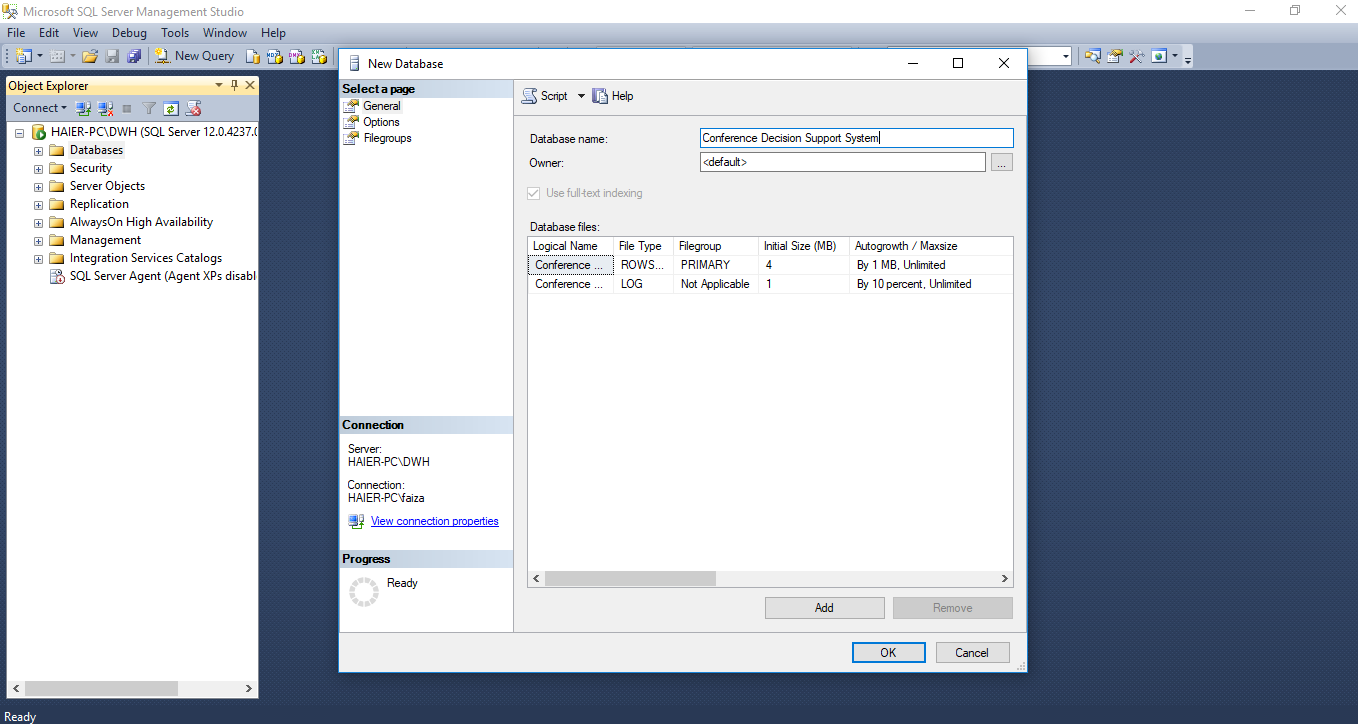 Microsoft SQL Server Management Studio
File Edit View Debug Tools Window Help
New Query
Object Explorer
Connect
HAIER-PC\DWH (SQL Server 12.0.4237.0
Databases
Security
Server Objects
Replication
AlwaysOn High Availability
Management
Integration Services Catalogs
SQL Server Agent (Agent XPs disabl
New Database
Select a page
General
Options
Filegroups
Connection
Server:
HAIER-PC\DWH
Connection:
HAIER-PC\faiza
View connection properties
Progress
Ready
Script Help
Database name: Conference Decision Support System
Owner: <default> ...
Use full-text indexing
Database files:
Logical Name File Type Filegroup Initial Size (MB) Autogrowth / Maxsize
Conference ... ROWS... PRIMARY 4 By 1 MB, Unlimited
Conference ... LOG Not Applicable 1 By 10 percent, Unlimited
Add Remove
OK Cancel
Ready